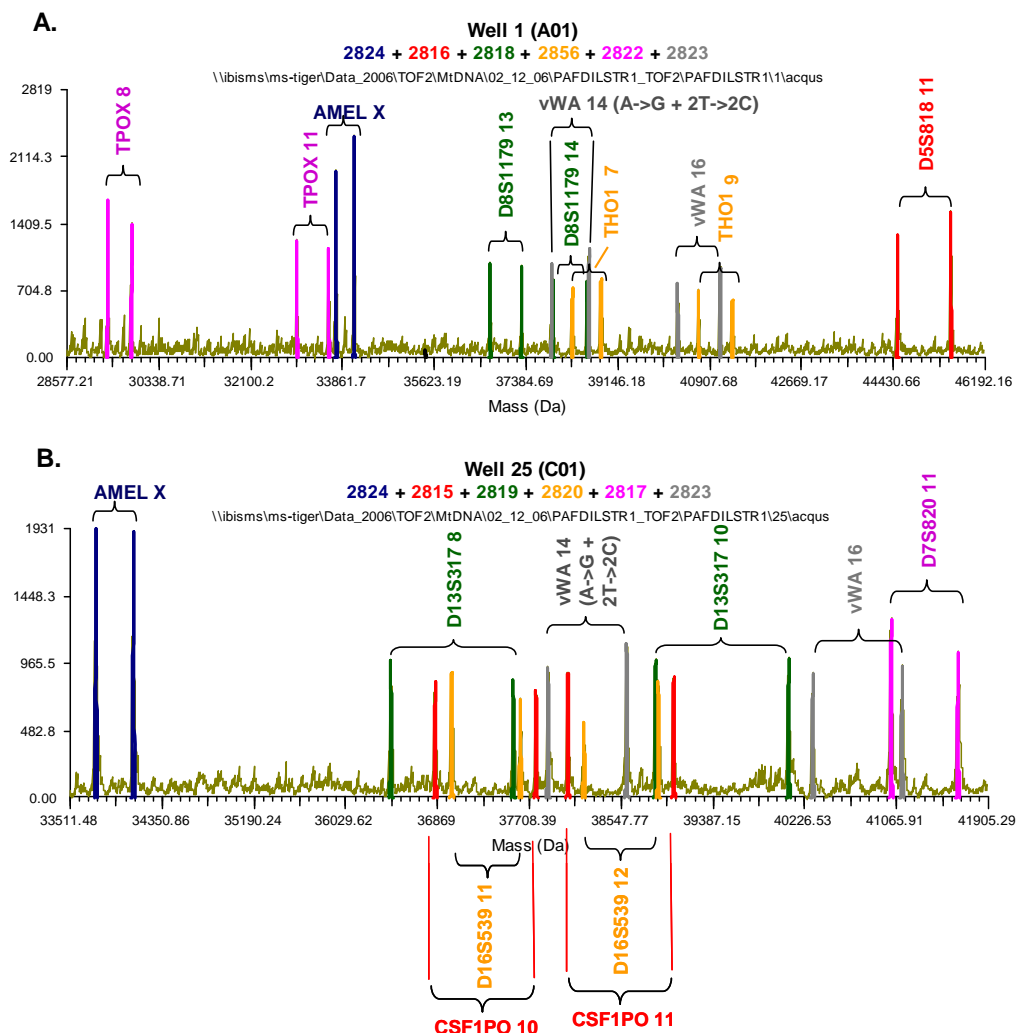 A.
Well 1 (A01)
2824 + 2816 + 2818 + 2856 + 2822 + 2823
\\ibisms\ms-tiger\Data_2006\TOF2\MtDNA\02_12_06\PAFDILSTR1_TOF2\PAFDILSTR1\1\acqus
2819
2114.3
1409.5
704.8
0.00
TPOX 8
TPOX 11
AMEL X
D8S1179 13
vWA 14 (A->G + 2T->2C)
D8S1179 14
THO1 7
vWA 16
THO1 9
D5S818 11
28577.21 30338.71 32100.2 33861.7 35623.19 37384.69 39146.18 40907.68 42669.17 44430.66 46192.16
Mass (Da)
B.
Well 25 (C01)
2824 + 2815 + 2819 + 2820 + 2817 + 2823
\\ibisms\ms-tiger\Data_2006\TOF2\MtDNA\02_12_06\PAFDILSTR1_TOF2\PAFDILSTR1\25\acqus
1931
1448.3
965.5
482.8
0.00
AMEL X
D13S317 8
vWA 14
(A->G +
2T->2C)
D13S317 10
vWA 16
D7S820 11
33511.48 34350.86 35190.24 36029.62 36869 37708.39 38547.77 39387.15 40226.53 41065.91 41905.29
Mass (Da)
D16S539 11
D16S539 12
CSF1PO 10
CSF1PO 11